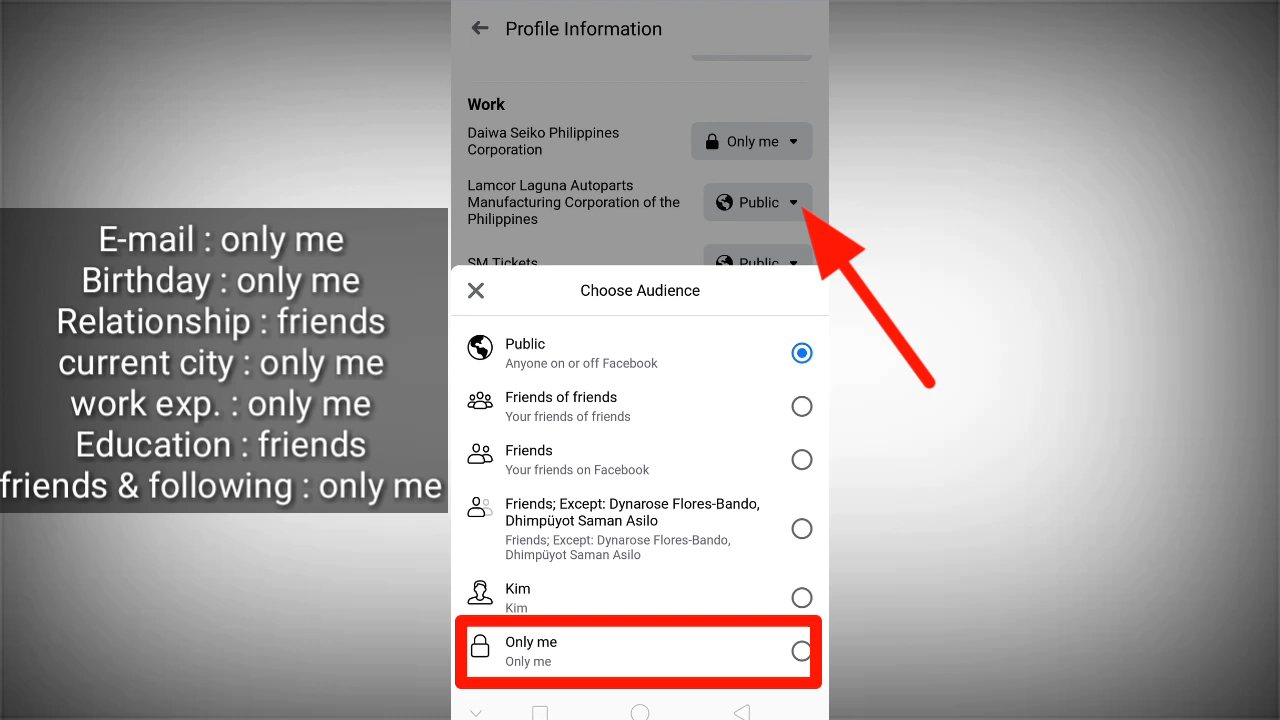 E-mail : only me
Birthday : only me
Relationship : friends
current city : only me
work exp. : only me
Education : friends
friends & following : only me
Profile Information
Work
Daiwa Seiko Philippines
Corporation
Only me
Lamcor Laguna Autoparts
Manufacturing Corporation of the
Philippines
Public
SM Tickets
Public
Choose Audience
Public
Anyone on or off Facebook
Friends of friends
Your friends of friends
Friends
Your friends on Facebook
Friends; Except: Dynarose Flores-Bando,
Dhimpüyot Saman Asilo
Friends; Except: Dynarose Flores-Bando,
Dhimpüyot Saman Asilo
Kim
Kim
Only me
Only me